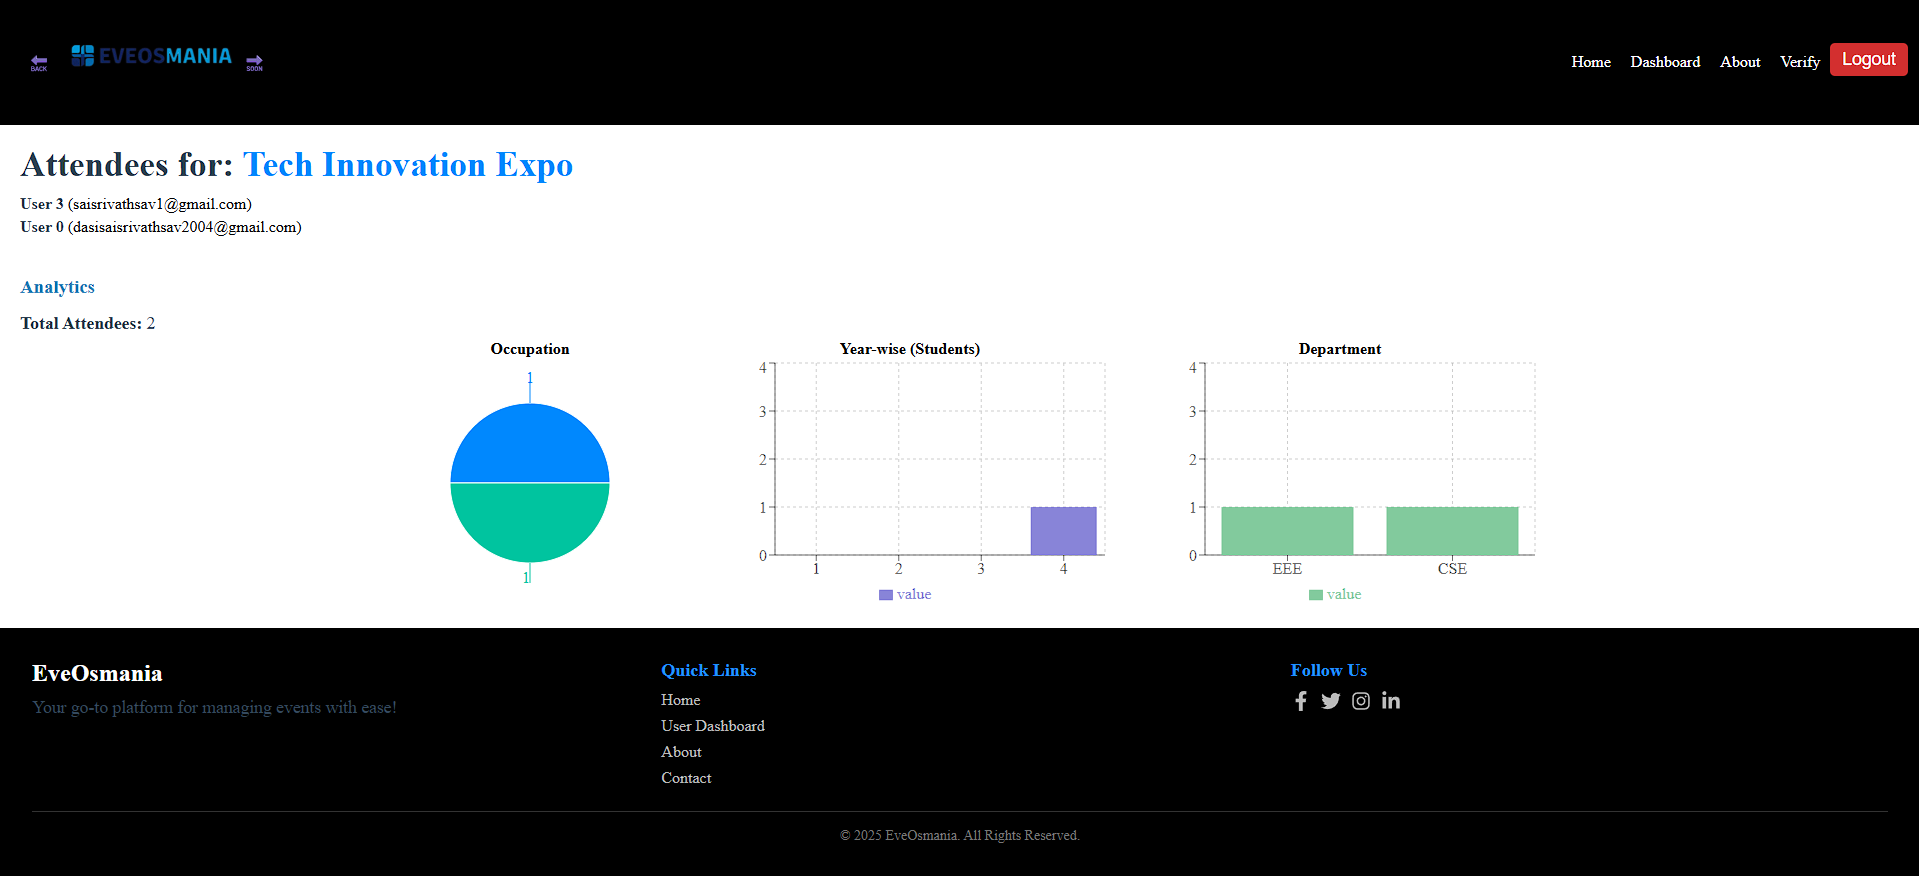 BACK
EVEOSMANIA
SOON
Home Dashboard About Verify Logout
Attendees for: Tech Innovation Expo
User 3 (saisrivathsav1@gmail.com)
User 0 (dasisaisrivathsav2004@gmail.com)
Analytics
Total Attendees: 2
Occupation
1
1
Year-wise (Students)
4
3
2
1
0
1 2 3 4
value
Department
4
3
2
1
0
EEE CSE
value
EveOsmania
Your go-to platform for managing events with ease!
Quick Links
Home
User Dashboard
About
Contact
Follow Us
© 2025 EveOsmania. All Rights Reserved.